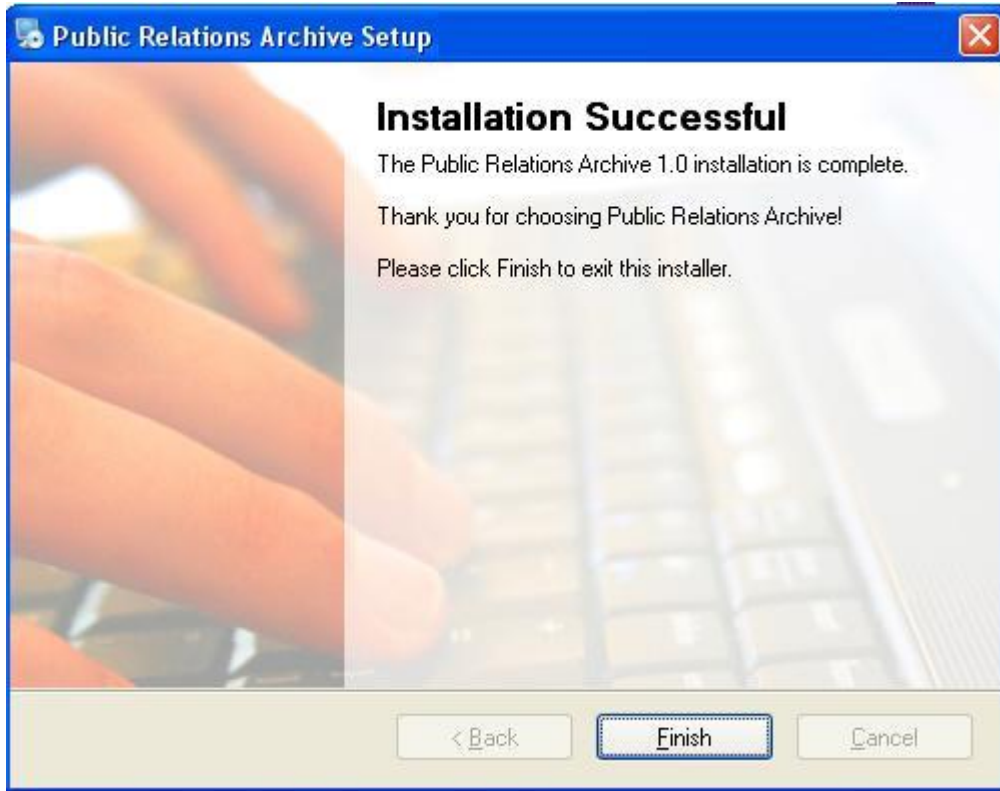 Public Relations Archive Setup
Installation Successful
The Public Relations Archive 1.0 installation is complete.
Thank you for choosing Public Relations Archive!
Please click Finish to exit this installer.
< Back
Finish
Cancel